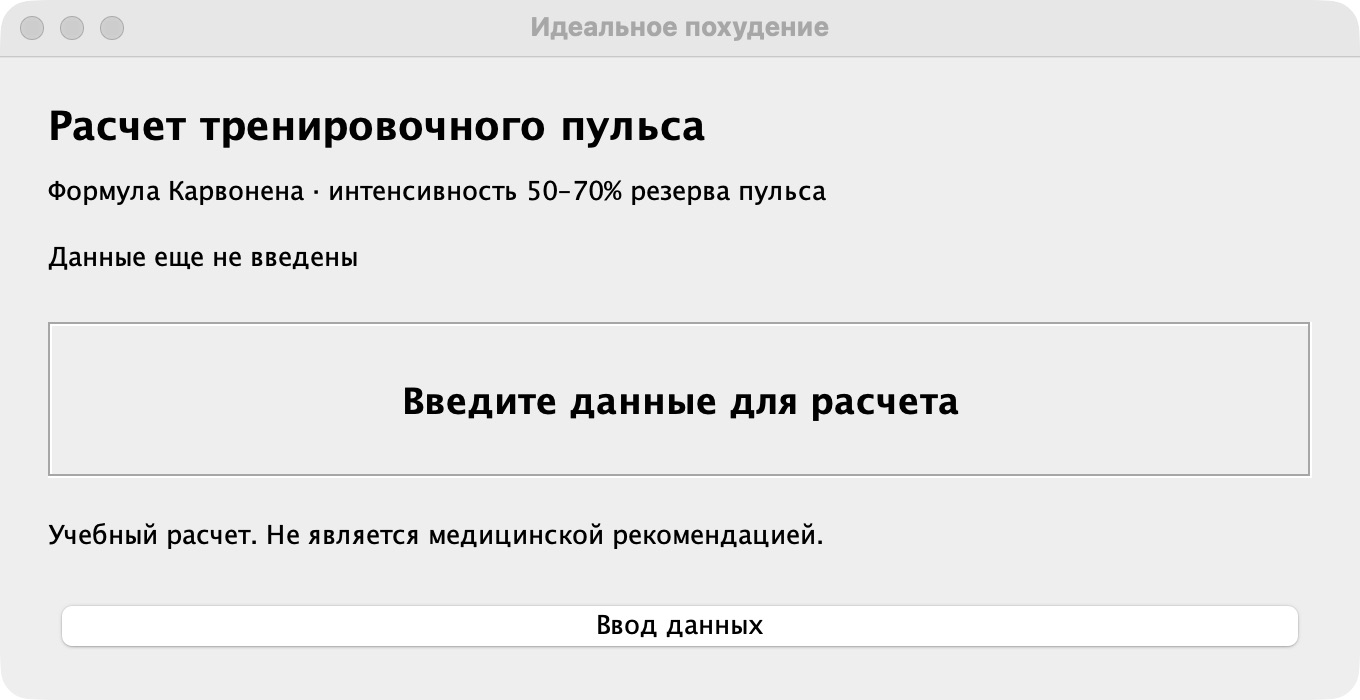 Идеальное похудение
Расчет тренировочного пульса
Формула Карвонена · интенсивность 50–70% резерва пульса
Данные еще не введены
Введите данные для расчета
Учебный расчет. Не является медицинской рекомендацией.
Ввод данных